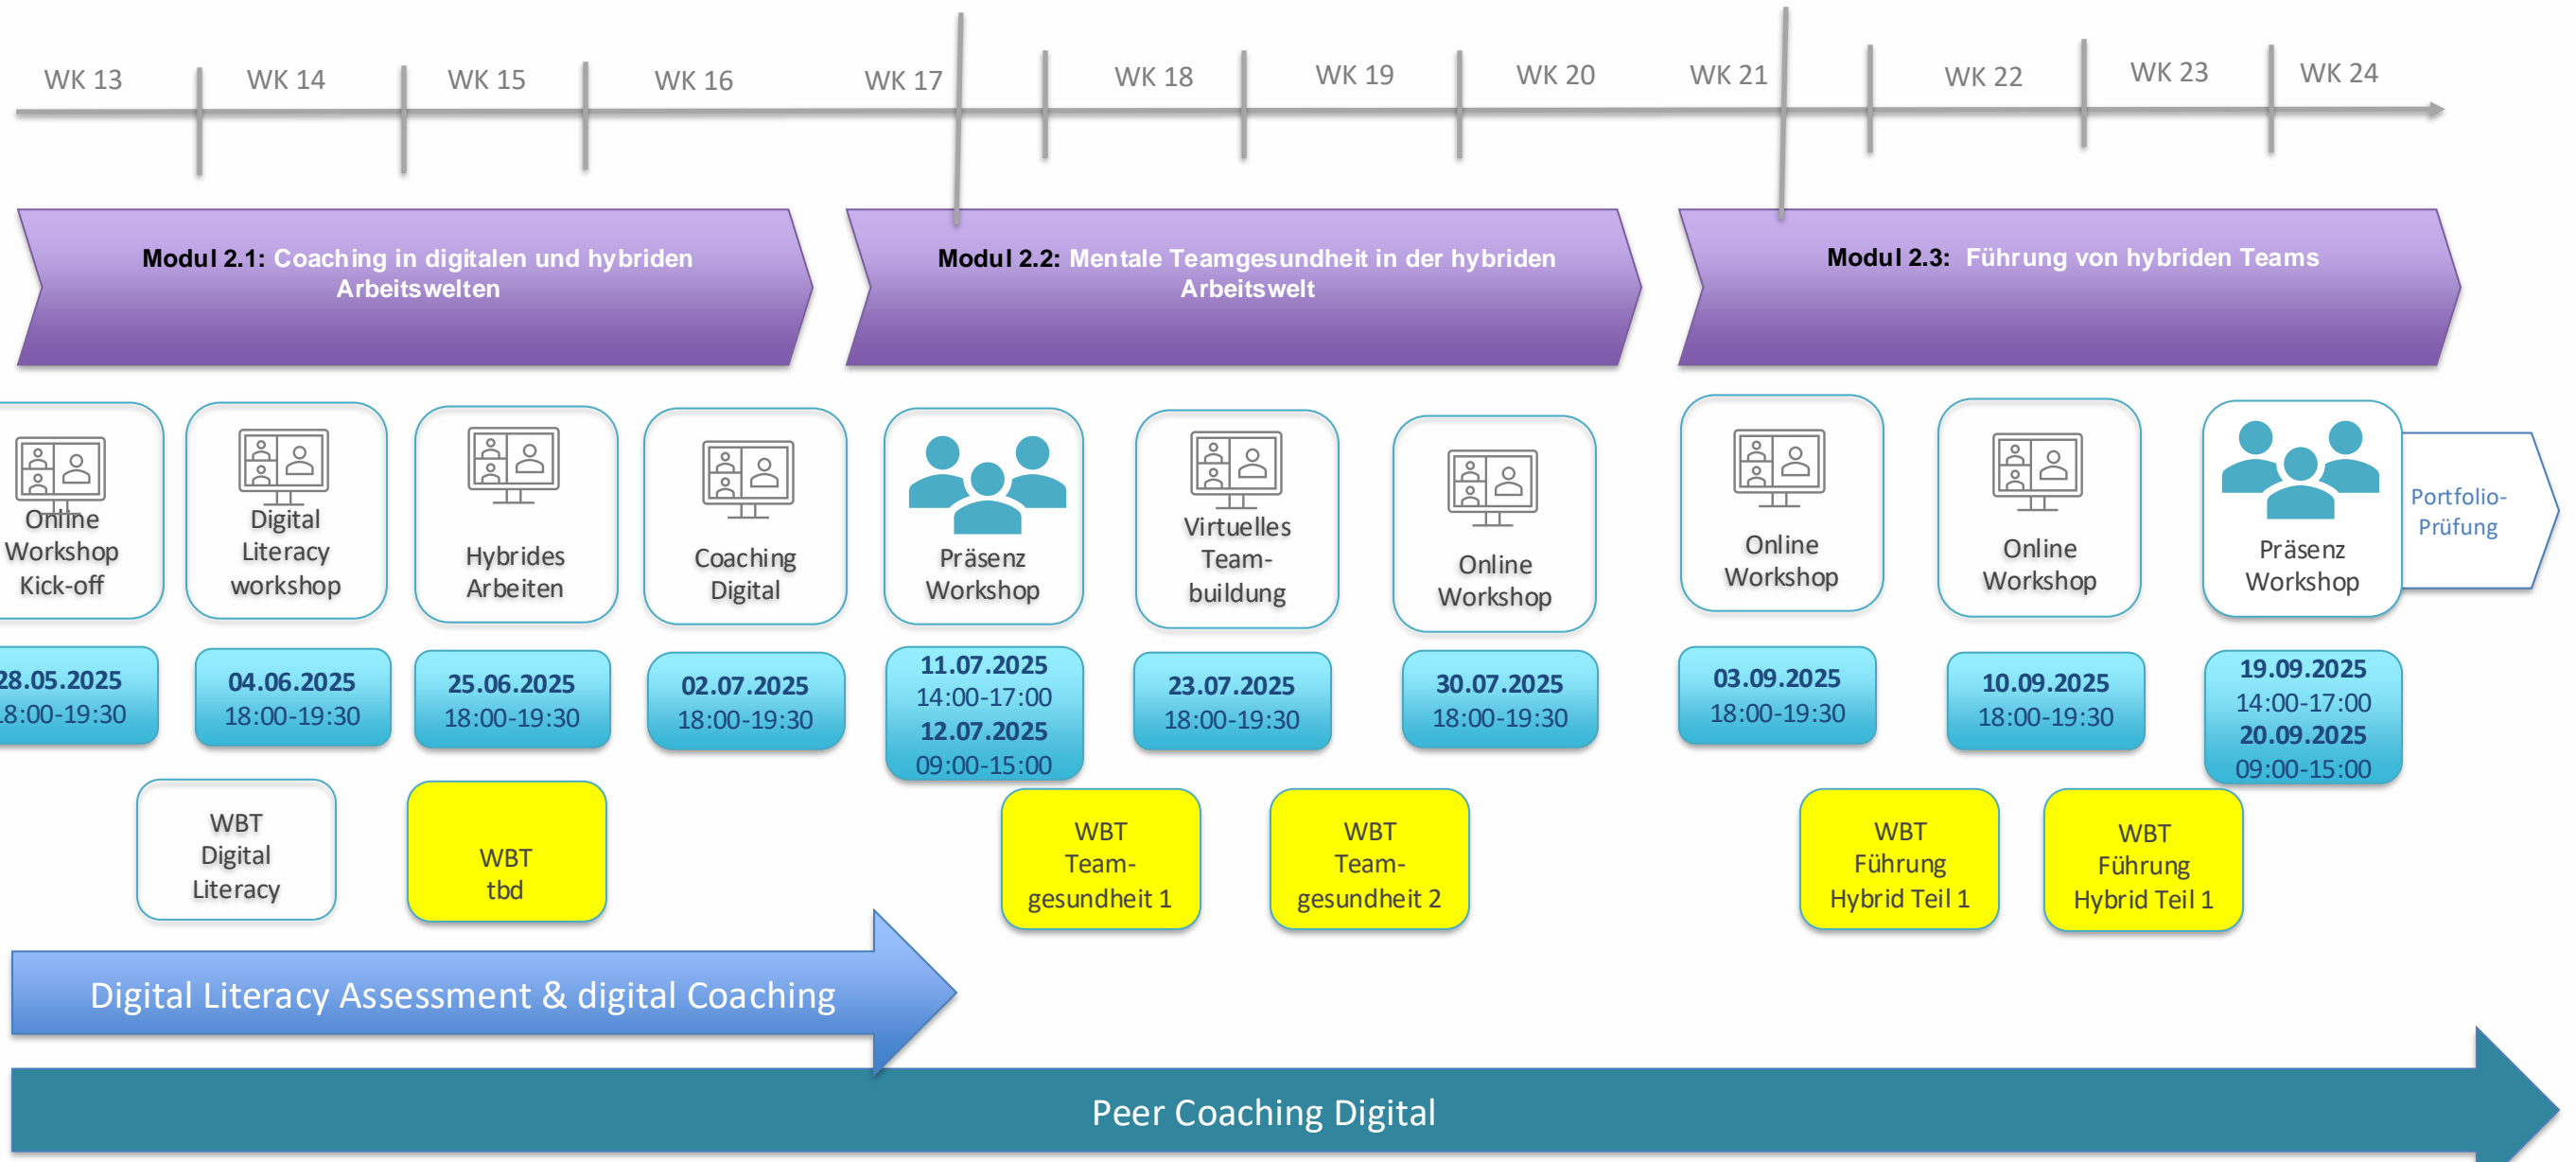 WK 13
WK 14
WK 15
WK 16
WK 17
WK 18
WK 19
WK 20
WK 21
WK 22
WK 23
WK 24
Modul 2.1: Coaching in digitalen und hybriden
Arbeitswelten
Modul 2.2: Mentale Teamgesundheit in der hybriden
Arbeitswelt
Modul 2.3: Führung von hybriden Teams
Online
Workshop
Kick-off
Digital
Literacy
workshop
Hybrides
Arbeiten
Coaching
Digital
Präsenz
Workshop
Virtuelles
Team-
buildung
Online
Workshop
Online
Workshop
Online
Workshop
Präsenz
Workshop
Portfolio-
Prüfung
28.05.2025
18:00-19:30
04.06.2025
18:00-19:30
25.06.2025
18:00-19:30
02.07.2025
18:00-19:30
11.07.2025
14:00-17:00
12.07.2025
09:00-15:00
23.07.2025
18:00-19:30
30.07.2025
18:00-19:30
03.09.2025
18:00-19:30
10.09.2025
18:00-19:30
19.09.2025
14:00-17:00
20.09.2025
09:00-15:00
WBT
Digital
Literacy
WBT
tbd
WBT
Team-
gesundheit 1
WBT
Team-
gesundheit 2
WBT
Führung
Hybrid Teil 1
WBT
Führung
Hybrid Teil 1
Digital Literacy Assessment & digital Coaching
Peer Coaching Digital